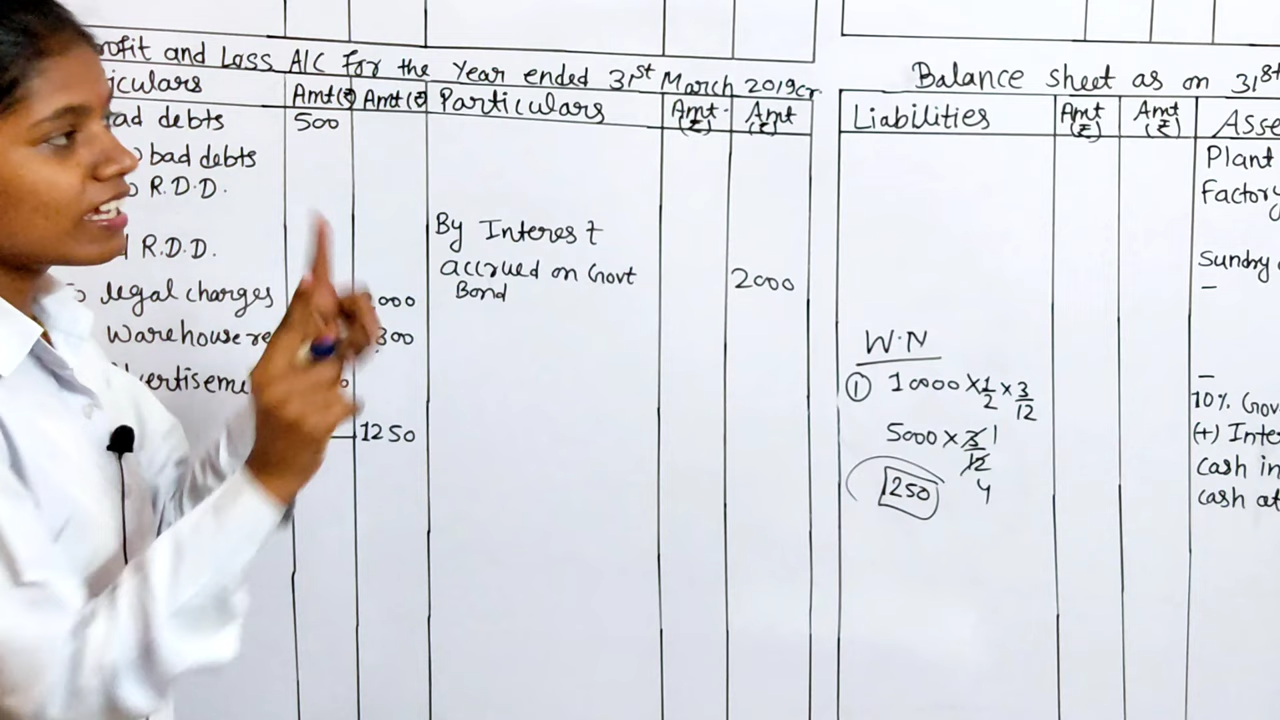 rofit and Loss A/C for the Year ended 31st March 2019 Cr.
iculars Amt(₹) Amt(₹) Particulars Amt (₹) Amt (₹)
ad debts 500
bad debts
R.D.D.
R.D.D.
legal charges 000
Warehouse re 300
vertiseme
1250
By Interest
accrued on Govt
Bond
2000
Balance sheet as on 31st
Liabilities Amt (₹) Amt (₹) Asse
Plant
Factory
Sundry
10% Gov
(+) Inte
cash in
cash at
W.N
① 10000 × 1/2 × 3/12
5000 × 3/12 1
4
250